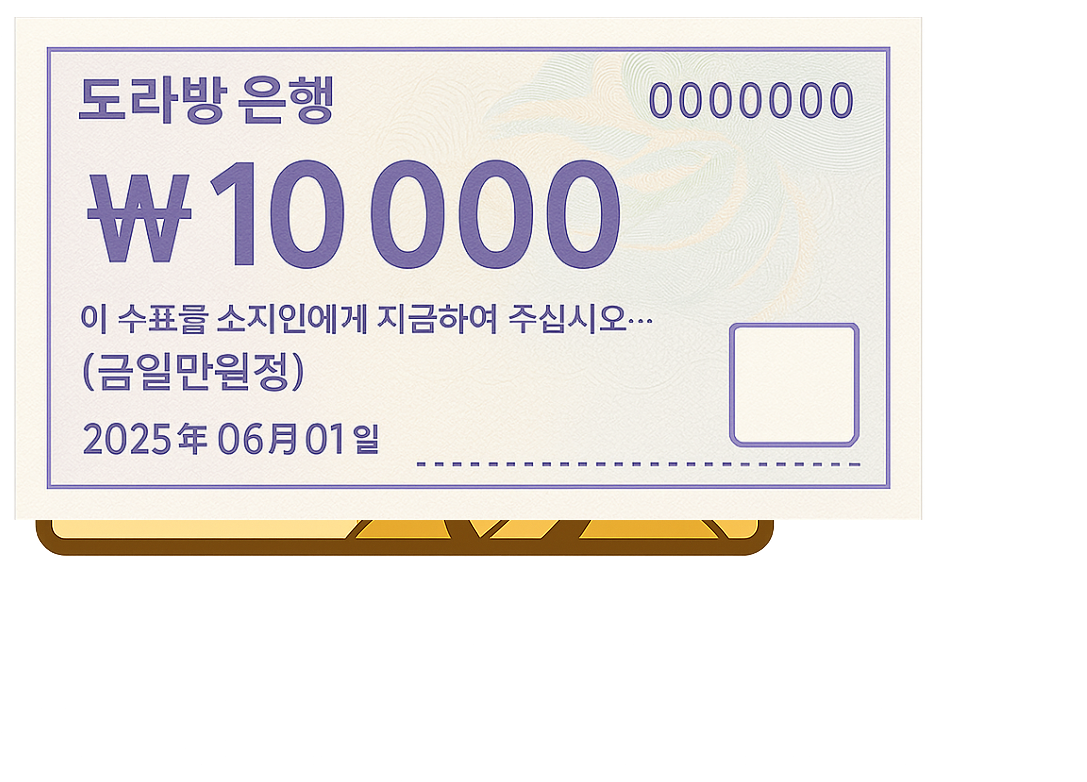 도라방 은행 0000000
₩10 000
이 수표를 소지인에게 지금하여 주십시오…
(금일만원정)
2025年 06月 01일